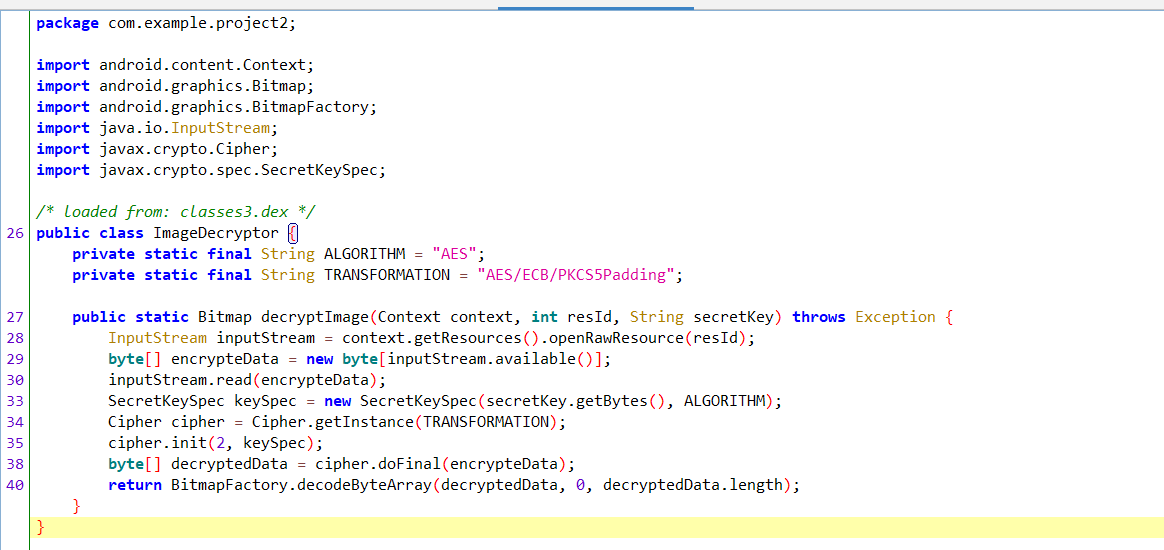 package com.example.project2;
import android.content.Context;
import android.graphics.Bitmap;
import android.graphics.BitmapFactory;
import java.io.InputStream;
import javax.crypto.Cipher;
import javax.crypto.spec.SecretKeySpec;
/* loaded from: classes3.dex */
26 public class ImageDecryptor {
private static final String ALGORITHM = "AES";
private static final String TRANSFORMATION = "AES/ECB/PKCS5Padding";
27 public static Bitmap decryptImage(Context context, int resId, String secretKey) throws Exception {
28 InputStream inputStream = context.getResources().openRawResource(resId);
29 byte[] encrypteData = new byte[inputStream.available()];
30 inputStream.read(encrypteData);
33 SecretKeySpec keySpec = new SecretKeySpec(secretKey.getBytes(), ALGORITHM);
34 Cipher cipher = Cipher.getInstance(TRANSFORMATION);
35 cipher.init(2, keySpec);
38 byte[] decryptedData = cipher.doFinal(encrypteData);
40 return BitmapFactory.decodeByteArray(decryptedData, 0, decryptedData.length);
}
}